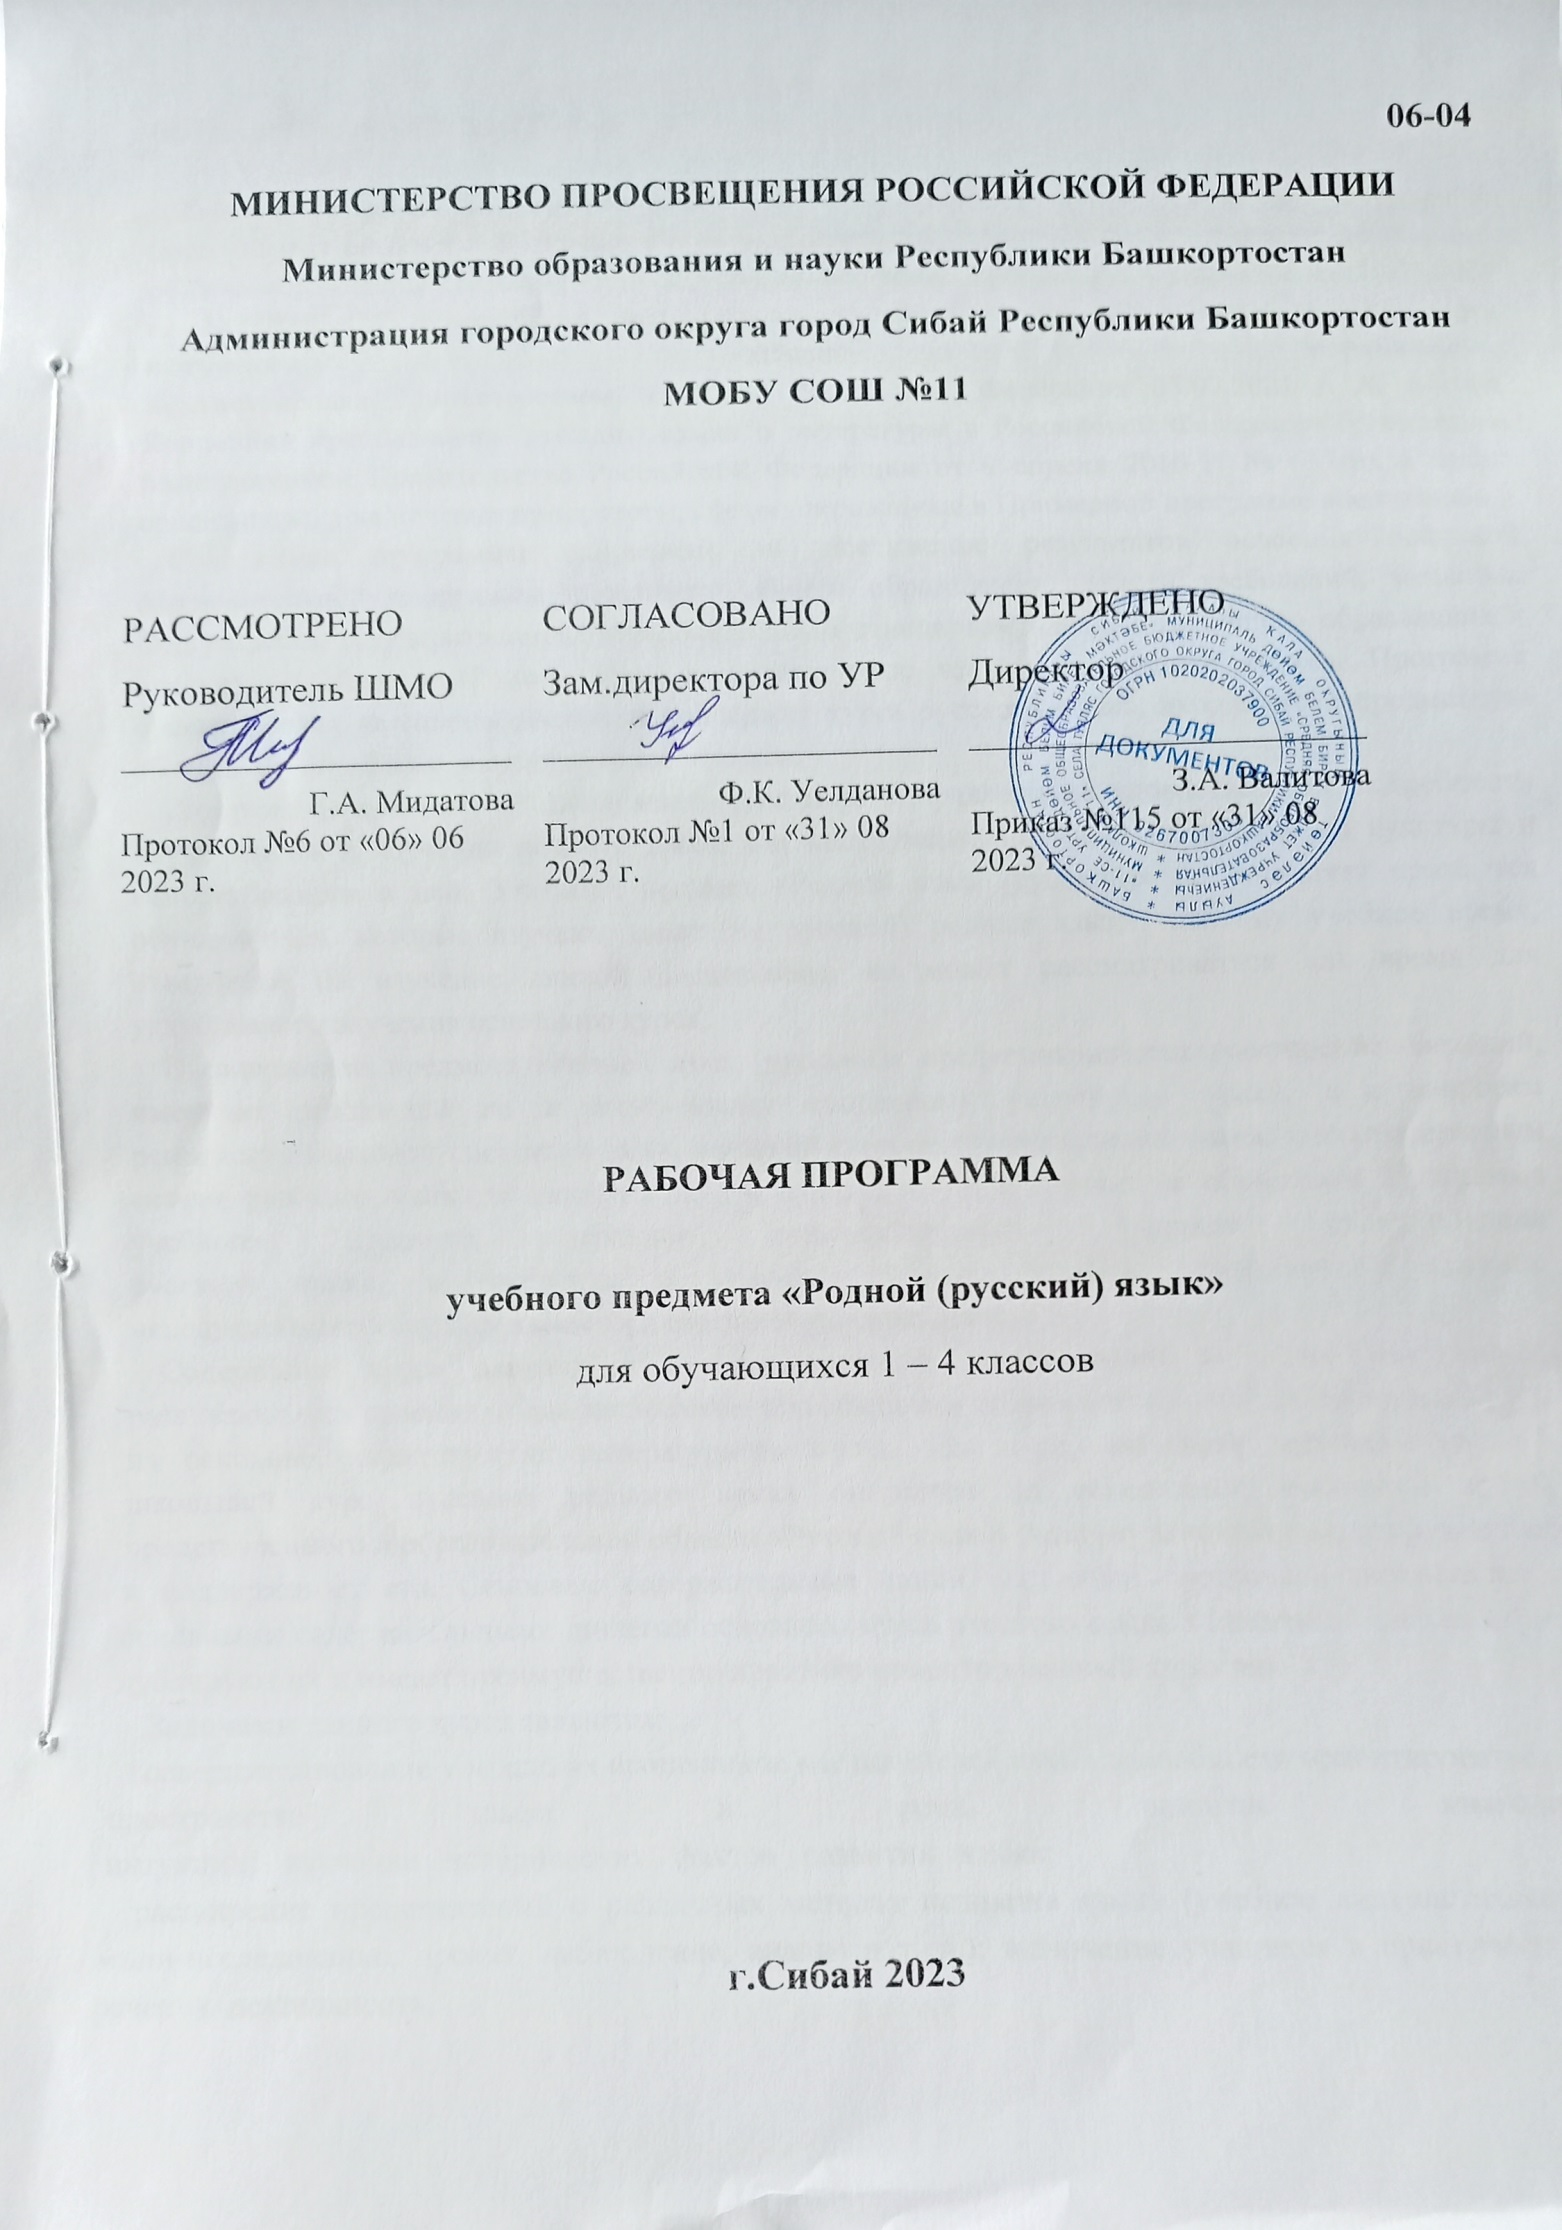 06-04
МИНИСТЕРСТВО ПРОСВЕЩЕНИЯ РОССИЙСКОЙ ФЕДЕРАЦИИ
Министерство образования и науки Республики Башкортостан
Администрация городского округа город Сибай Республики Башкортостан
МОБУ СОШ №11
РАССМОТРЕНО
Руководитель ШМО
Г.А. Мидатова
Протокол №6 от «06» 06
2023 г.
СОГЛАСОВАНО
Зам.директора по УР
Ф.К. Уелданова
Протокол №1 от «31» 08
2023 г.
УТВЕРЖДЕНО
Директор
З.А. Валитова
Приказ №115 от «31» 08
2023 г.
ОГРН 1020202037900
ДЛЯ
ДОКУМЕНТОВ
РАБОЧАЯ ПРОГРАММА
учебного предмета «Родной (русский) язык»
для обучающихся 1 – 4 классов
г.Сибай 2023